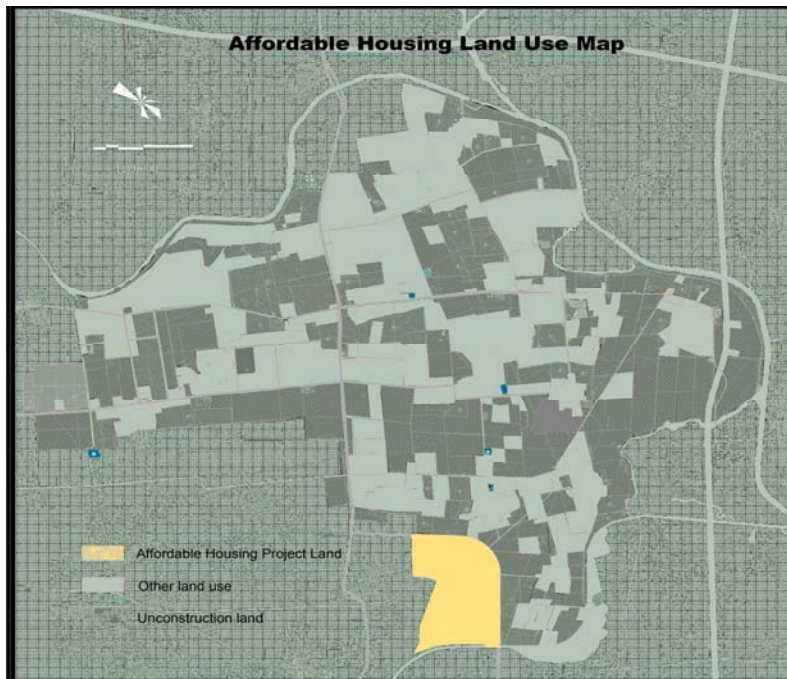 Affordable Housing Land Use Map
Affordable Housing Project Land
Other land use
Unconstruction land